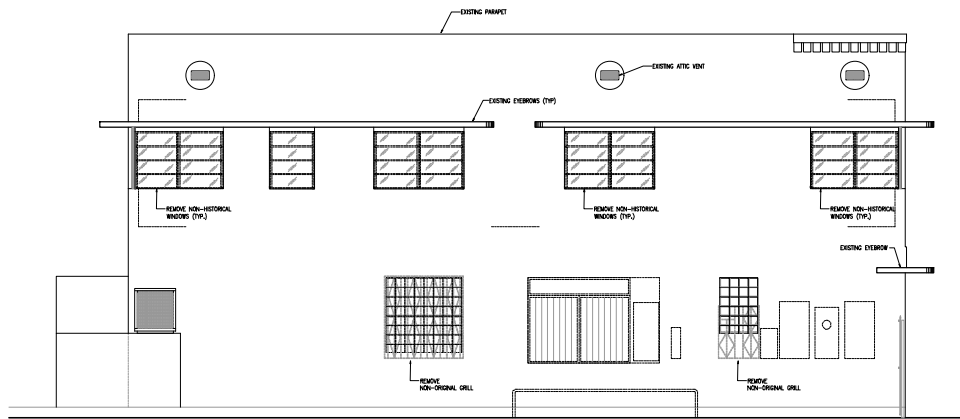 EXISTING PARAPET
EXISTING ATTIC VENT
EXISTING EYEBROWS (TYP)
REMOVE NON-HISTORICAL
WINDOWS (TYP.)
REMOVE NON-HISTORICAL
WINDOWS (TYP.)
REMOVE NON-HISTORICAL
WINDOWS (TYP.)
EXISTING EYEBROW
REMOVE
NON-ORIGINAL GRILL
REMOVE
NON-ORIGINAL GRILL